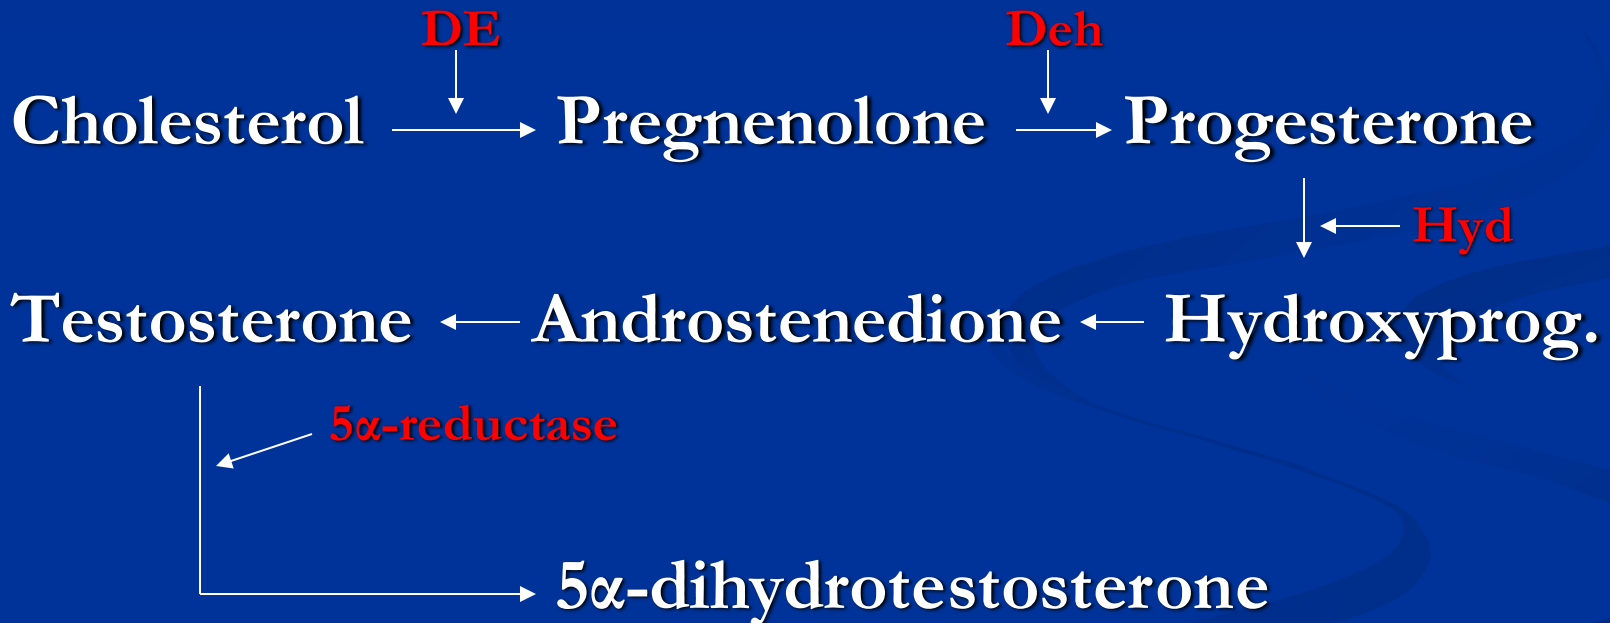 DE Deh
Cholesterol Pregnenolone Progesterone
Hyd
Testosterone Androstenedione Hydroxyprog.
5α-reductase
5α-dihydrotestosterone